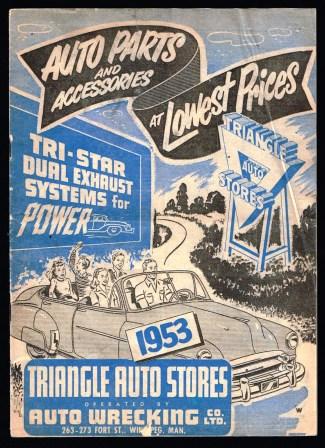 AUTO PARTS
AND
ACCESSORIES
AT LOWEST PRICES
TRI-STAR
DUAL EXHAUST
SYSTEMS for
POWER
TRIANGLE
AUTO
STORES
1953
TRIANGLE AUTO STORES
OPERATED BY
AUTO WRECKING CO. LTD.
263-273 FORT ST., WINNIPEG, MAN.
W